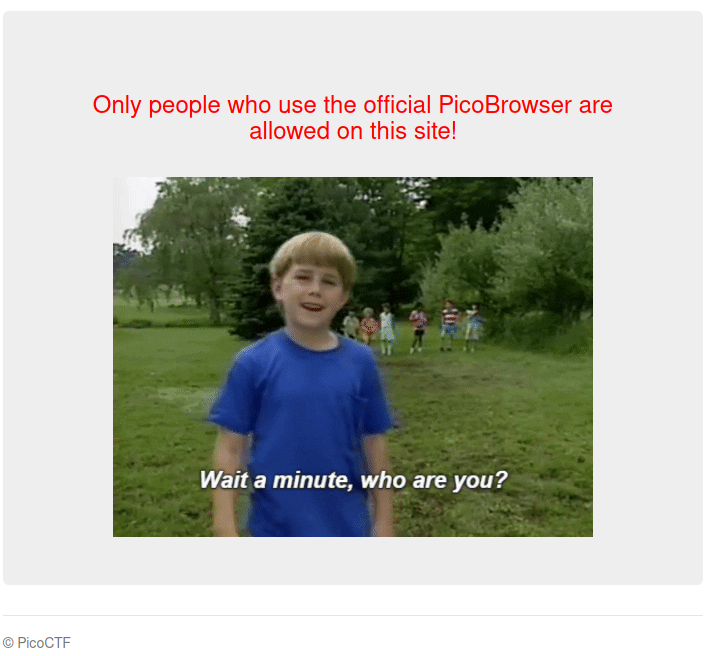 Only people who use the official PicoBrowser are
allowed on this site!
Wait a minute, who are you?
© PicoCTF